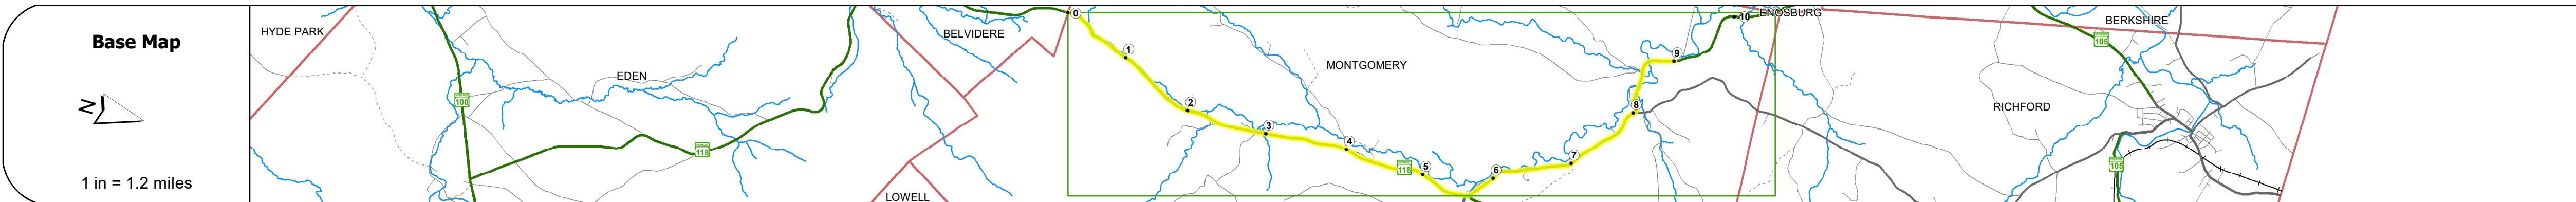 Base Map
N
1 in = 1.2 miles
HYDE PARK
100
EDEN
118
BELVIDERE
LOWELL
0
1
2
3
4
MONTGOMERY
118
5
6
7
8
9
10
ENOSBURG
RICHFORD
105
BERKSHIRE
105